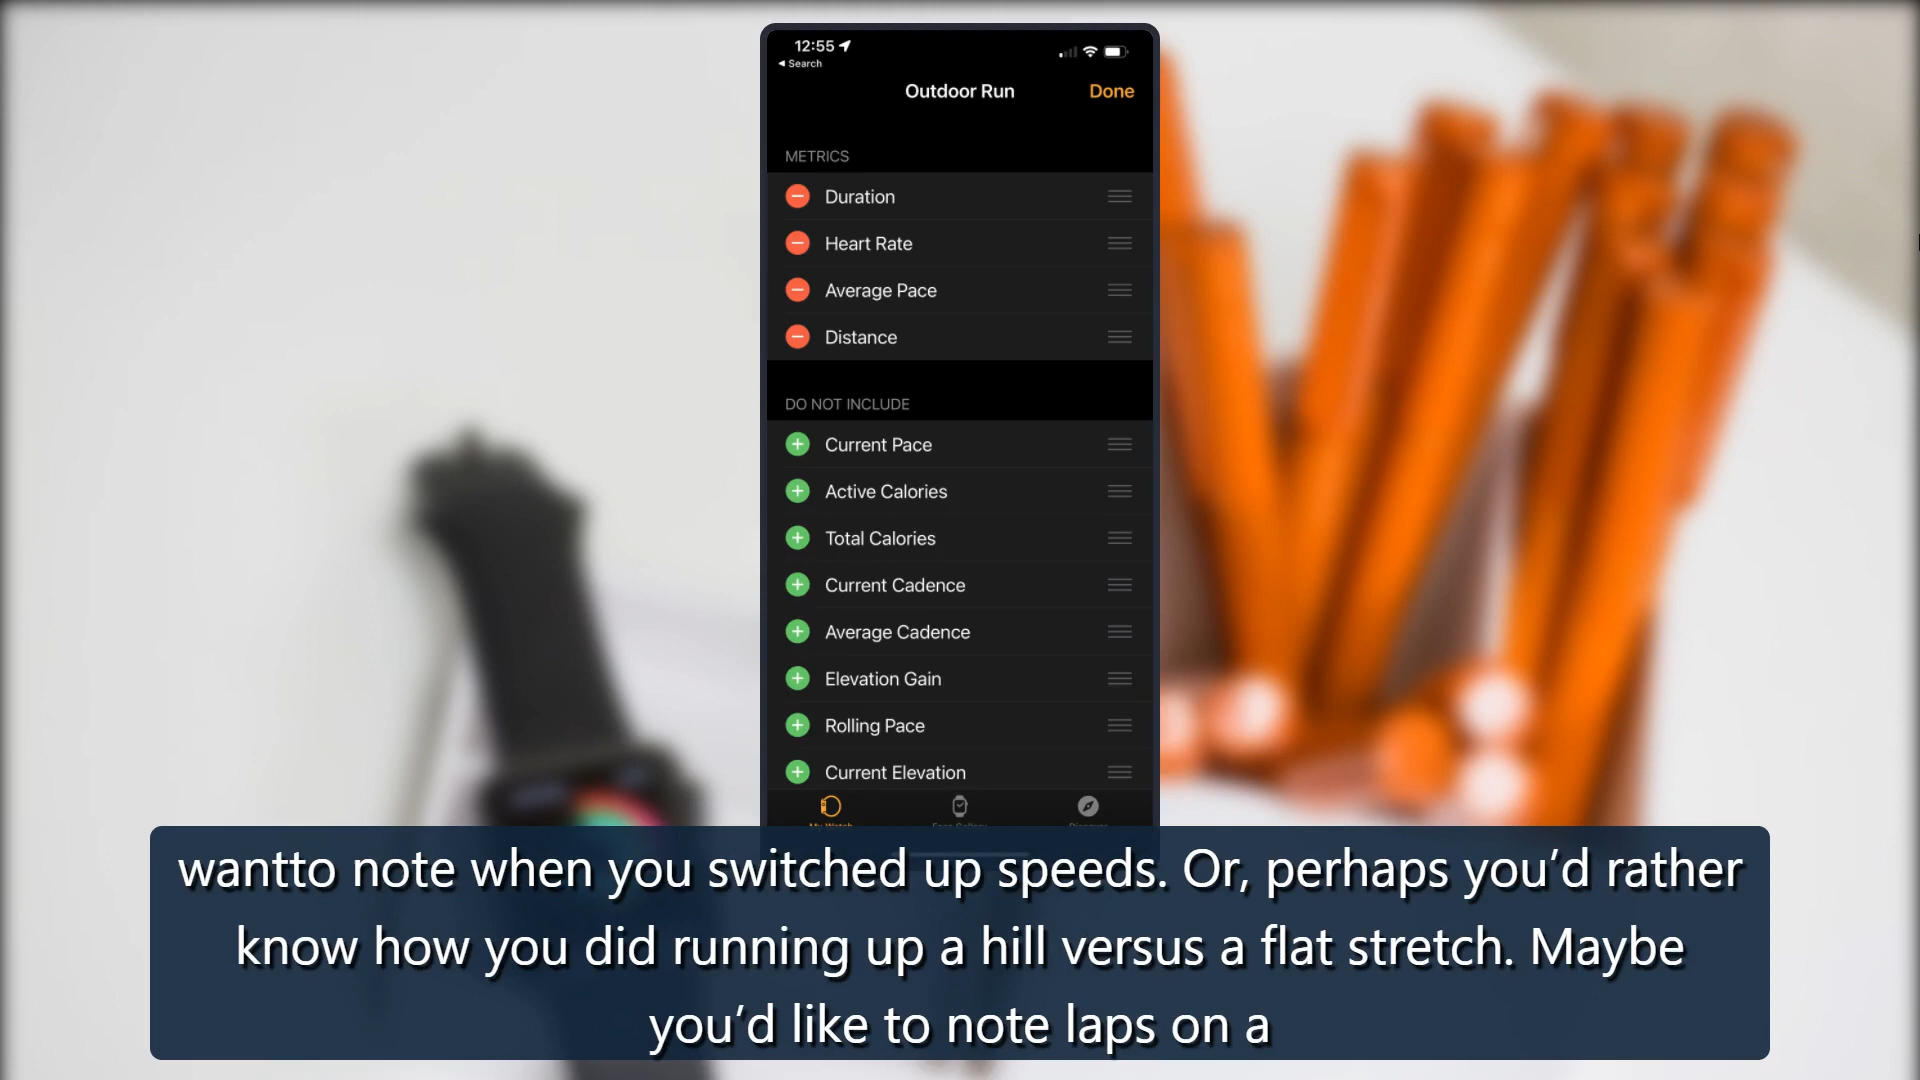 12:55
◀ Search
Outdoor Run
Done
METRICS
Duration
Heart Rate
Average Pace
Distance
DO NOT INCLUDE
Current Pace
Active Calories
Total Calories
Current Cadence
Average Cadence
Elevation Gain
Rolling Pace
Current Elevation
wantto note when you switched up speeds. Or, perhaps you’d rather
know how you did running up a hill versus a flat stretch. Maybe
you’d like to note laps on a